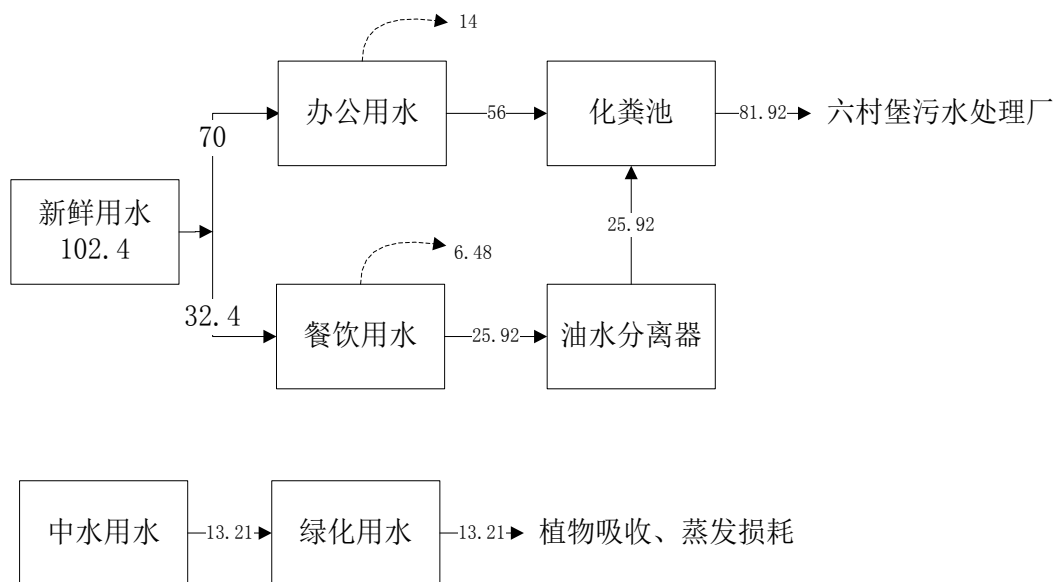 14
办公用水
56
化粪池
81.92
六村堡污水处理厂
70
新鲜用水
102.4
25.92
6.48
32.4
餐饮用水
25.92
油水分离器
中水用水
13.21
绿化用水
13.21
植物吸收、蒸发损耗